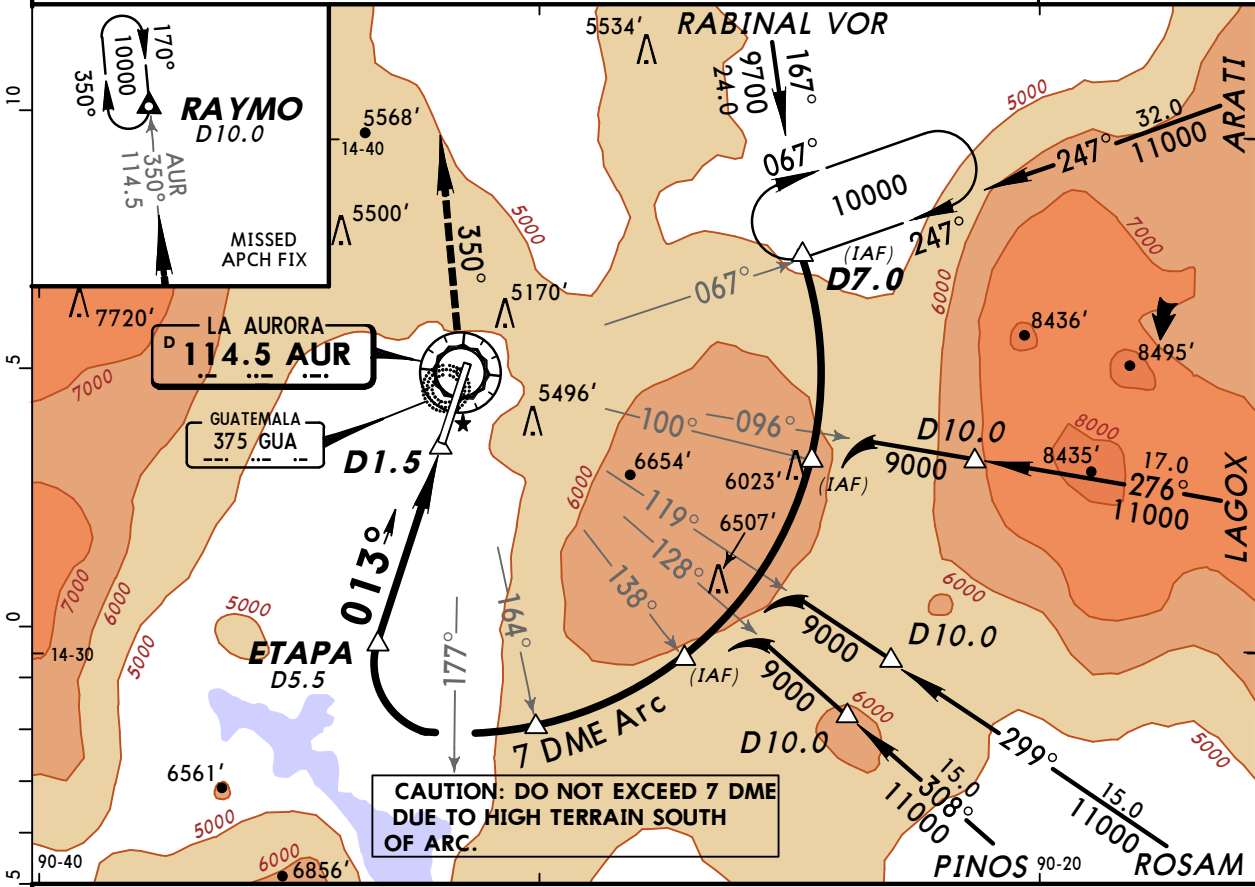 170°
10000
350°
RAYMO
D10.0
AUR
350°
114.5
MISSED
APCH FIX
5534'
RABINAL VOR
167°
9700
24.0
ARATI
32.0
11000
247°
5000
10
5568'
14-40
5500'
5000
067°
10000
247°
(IAF)
D7.0
067°
350°
7000
6000
7720'
5170'
LA AURORA
D 114.5 AUR
8436'
8495'
5
7000
5496'
GUATEMALA
375 GUA
D1.5
100°
096°
D10.0
9000
8000
8435'
17.0
276°
11000
LAGOX
6654'
6023'
(IAF)
6000
119°
6507'
128°
138°
013°
164°
177°
7000
6000
5000
5000
0
14-30
ETAPA
D5.5
6000
D10.0
9000
(IAF)
9000
6000
D10.0
7 DME Arc
299°
15.0
11000
ROSAM
5000
15.0
308°
11000
PINOS
90-20
6561'
5000
CAUTION: DO NOT EXCEED 7 DME
DUE TO HIGH TERRAIN SOUTH
OF ARC.
90-40
6000
6856'
5